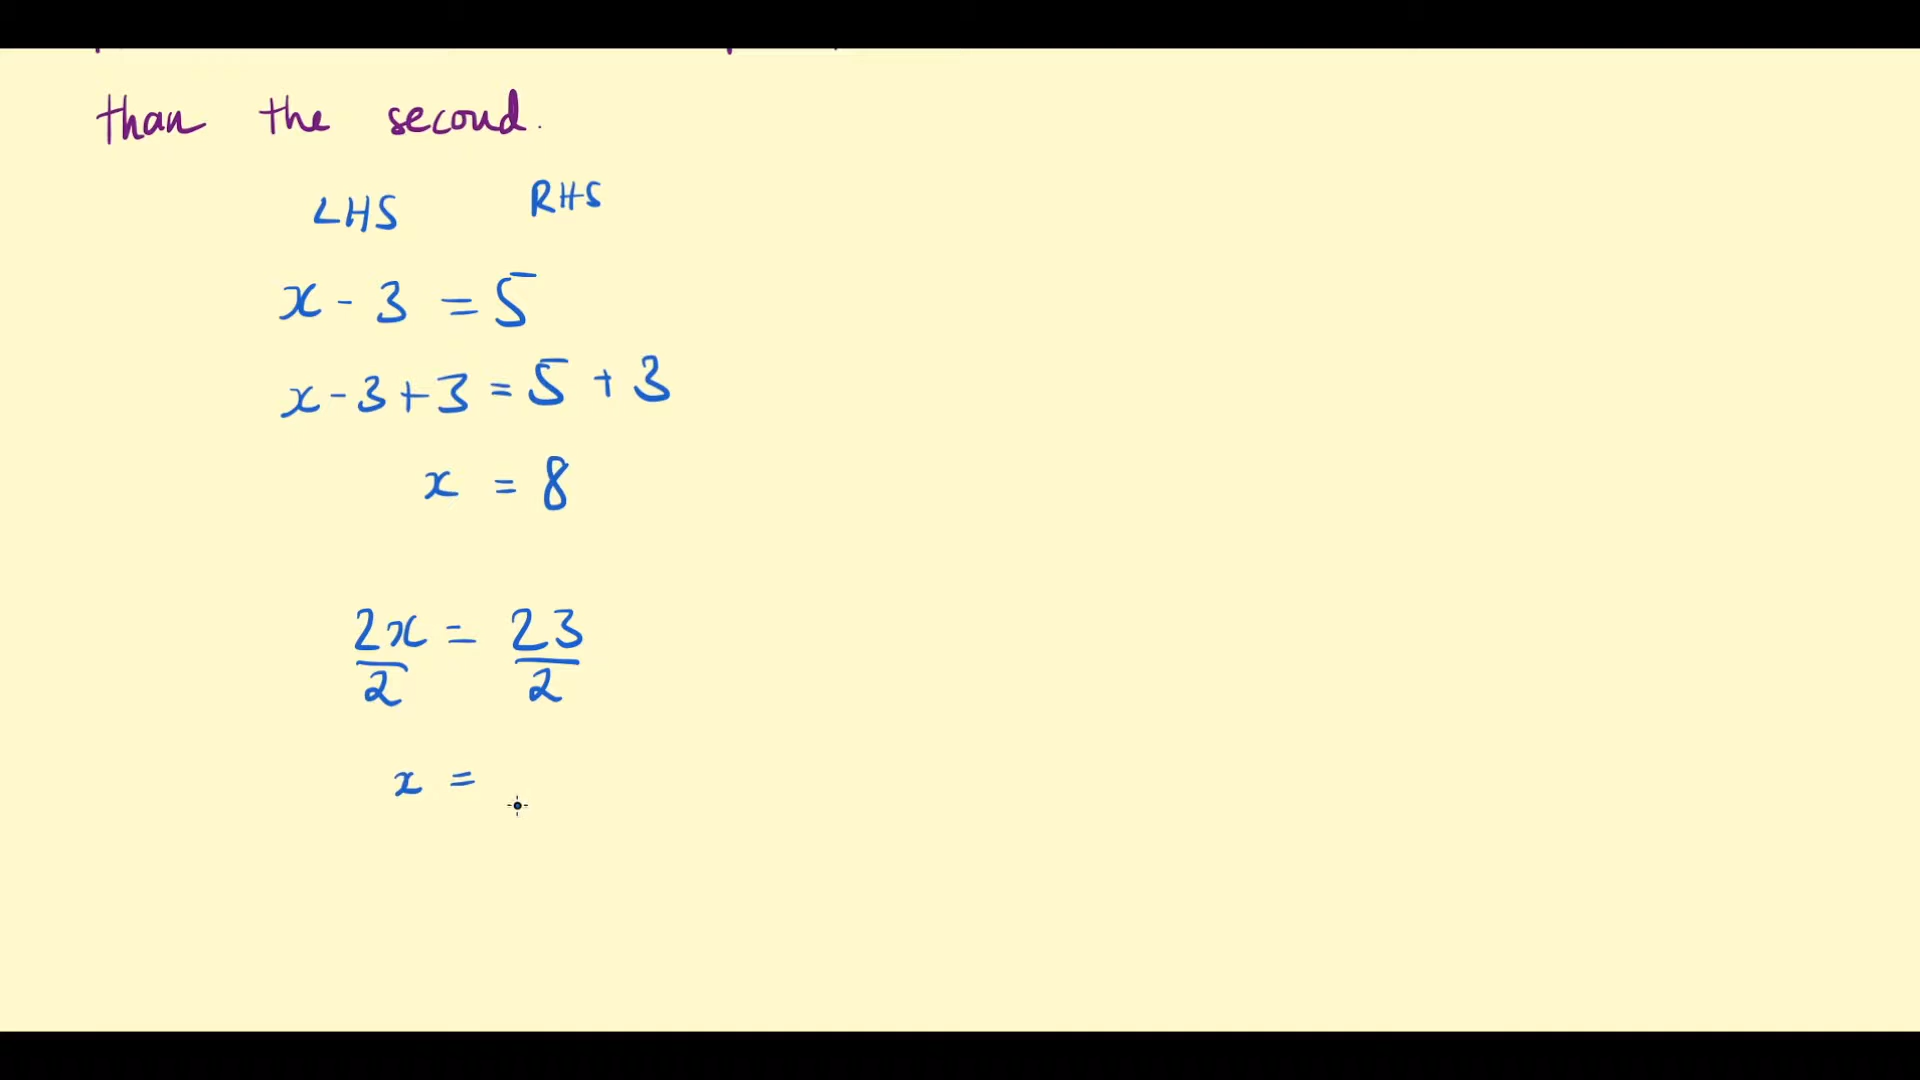 than the second.
LHS RHS
x - 3 = 5
x - 3 + 3 = 5 + 3
x = 8
2x = 23
2 2
x =